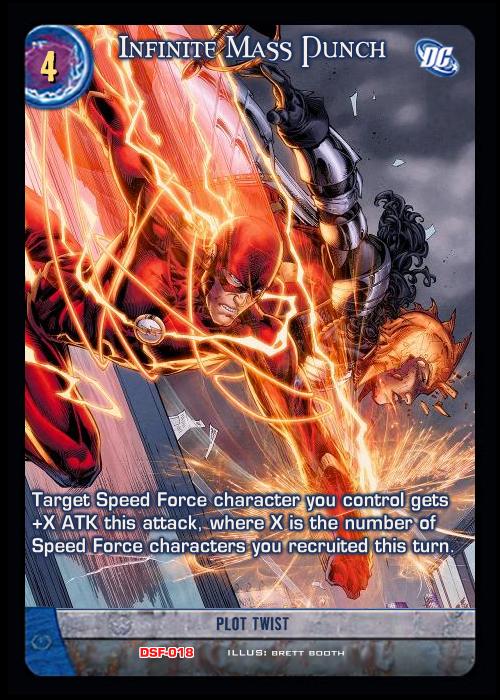 INFINITE MASS PUNCH
4
DC
Target Speed Force character you control gets
+X ATK this attack, where X is the number of
Speed Force characters you recruited this turn.
PLOT TWIST
DSF-018 ILLUS: BRETT BOOTH